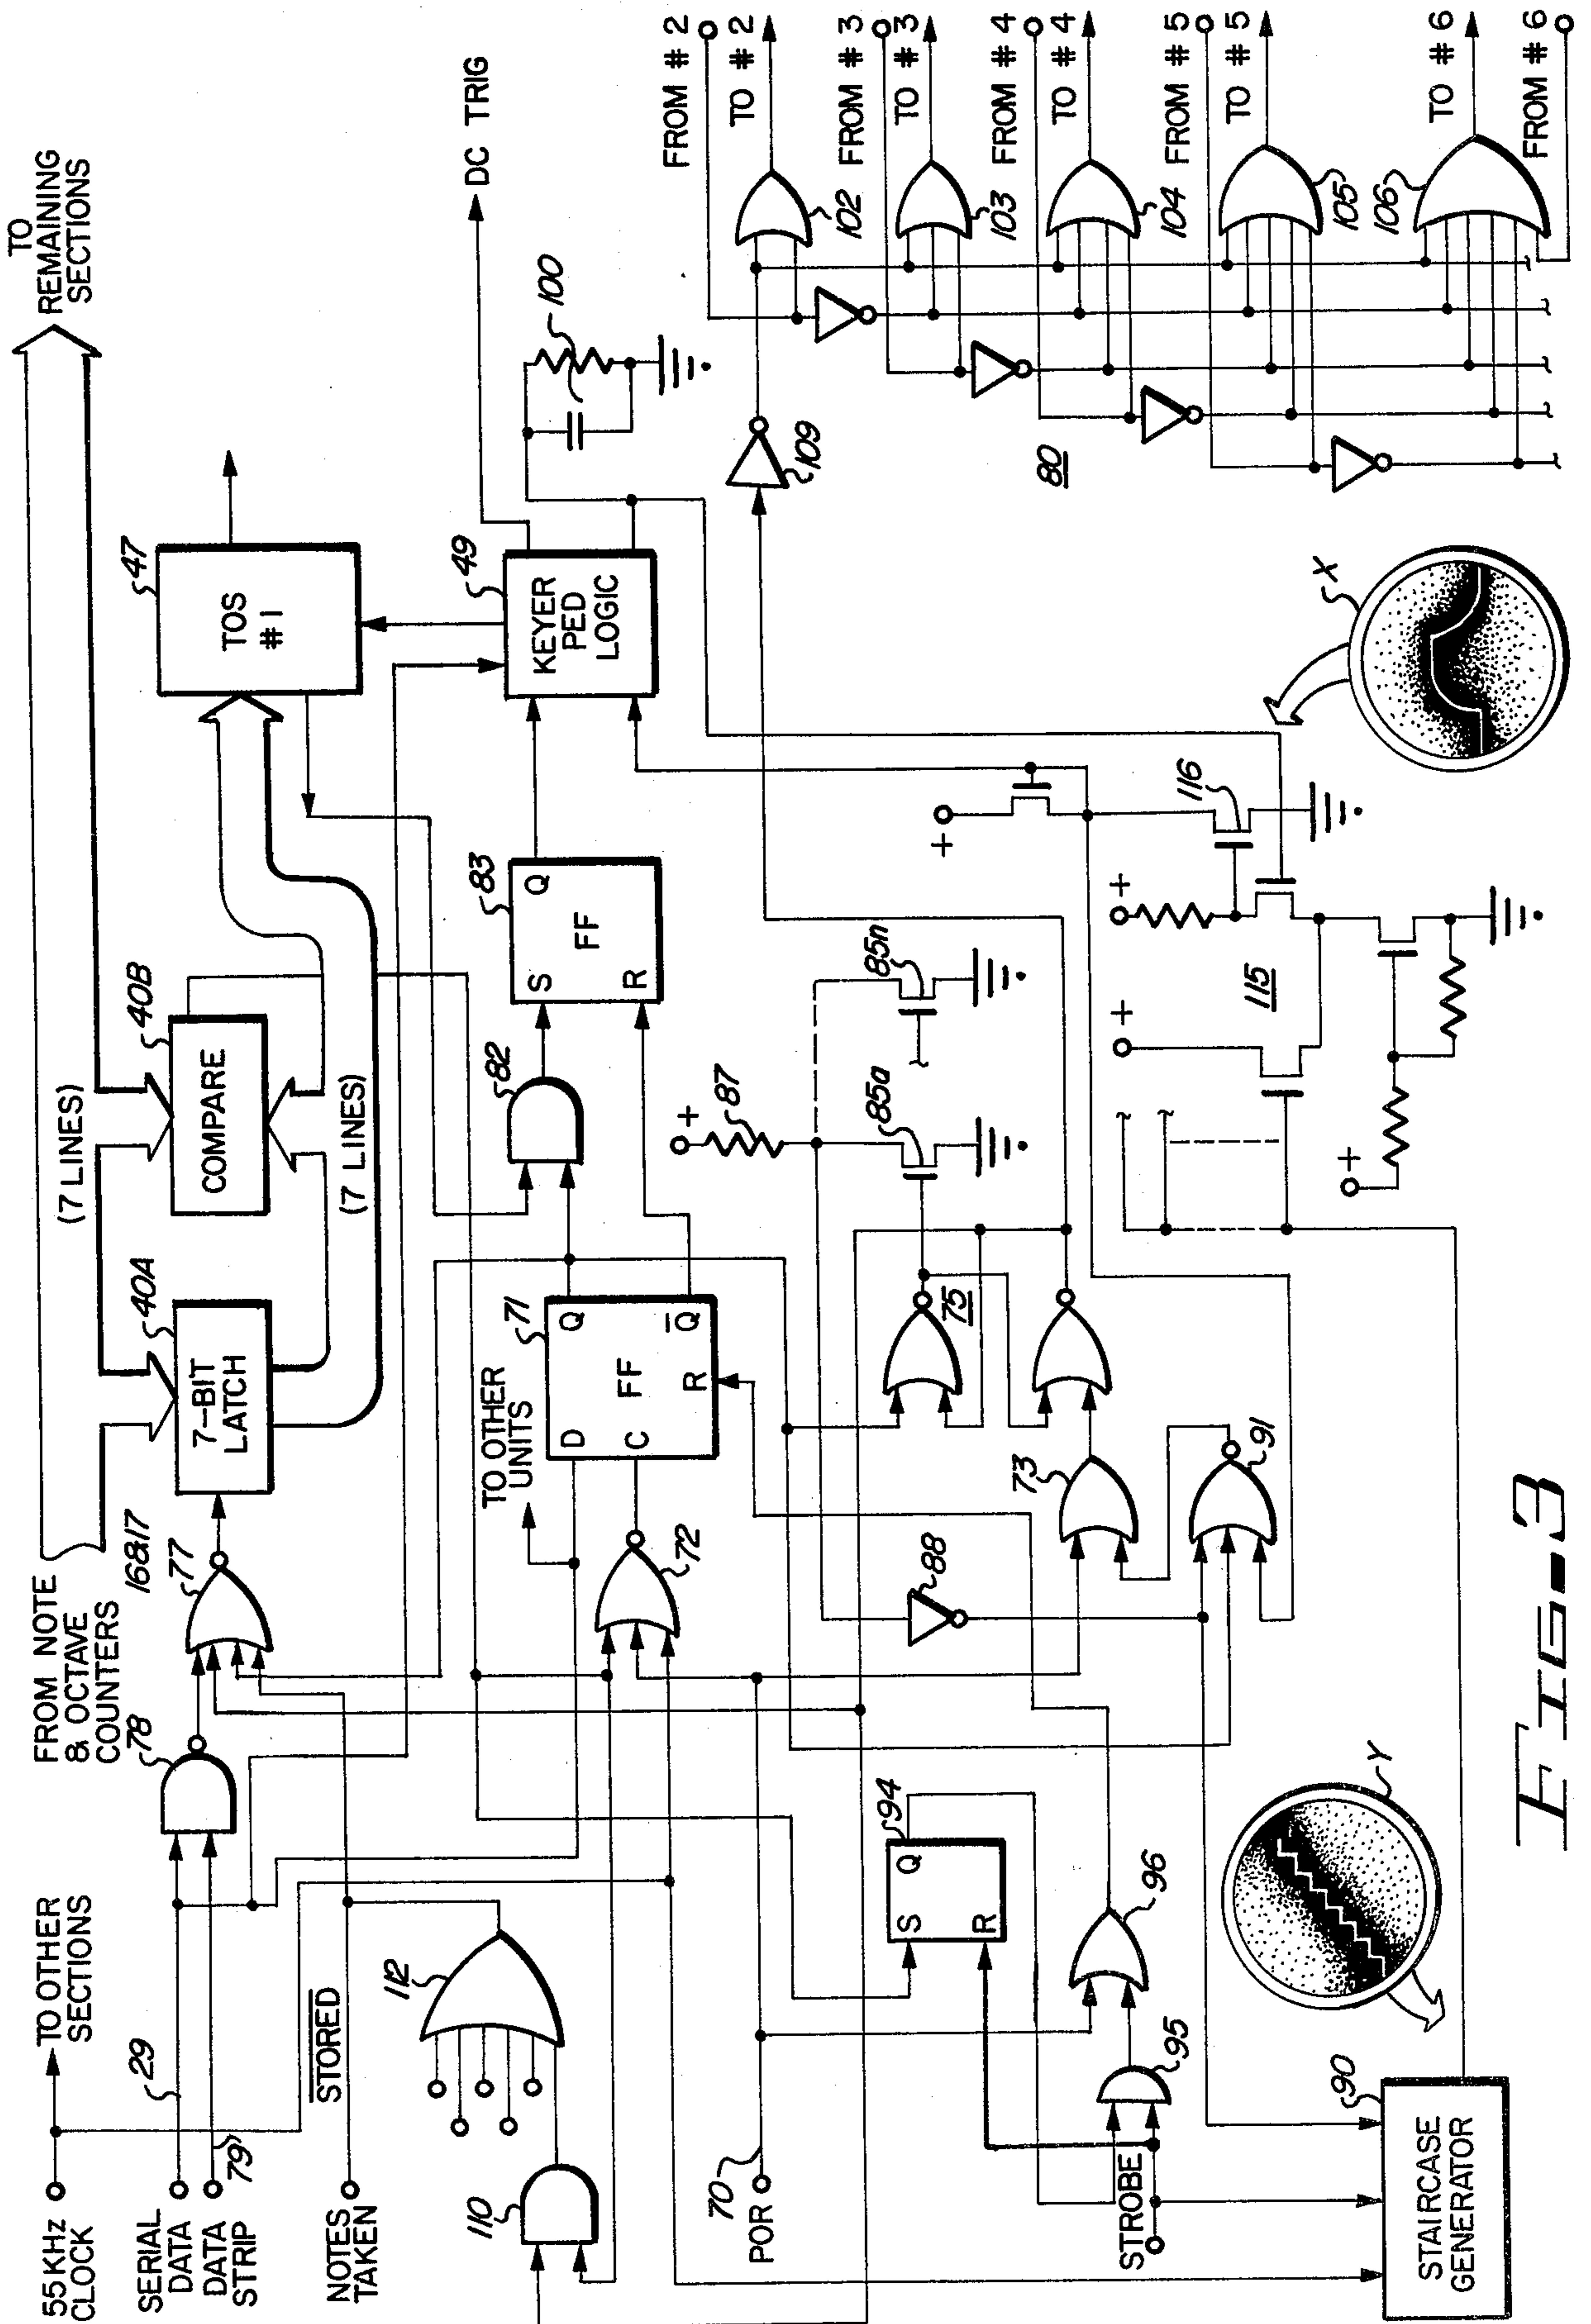 55KHz
CLOCK
TO OTHER
SECTIONS
SERIAL
DATA
29
DATA
STRIP
79
NOTES
TAKEN
STORED
110
112
70
POR
STROBE
STAIRCASE
GENERATOR
90
95
96
94
S
Q
R
Y
FROM NOTE
& OCTAVE
COUNTERS
16&17
78
77
7-BIT
LATCH
40A
COMPARE
40B
(7 LINES)
(7 LINES)
TO
REMAINING
SECTIONS
TOS
#1
47
72
TO OTHER
UNITS
D
C
FF
Q
Q
R
71
82
S
R
FF
Q
83
KEYER
PED
LOGIC
49
DC TRIG
100
88
87
+
85a
85n
75
73
91
115
116
+
+
+
+
X
109
80
102
103
104
105
106
FROM # 2
TO # 2
FROM # 3
TO # 3
FROM # 4
TO # 4
FROM # 5
TO # 5
TO # 6
FROM # 6
FIG-3